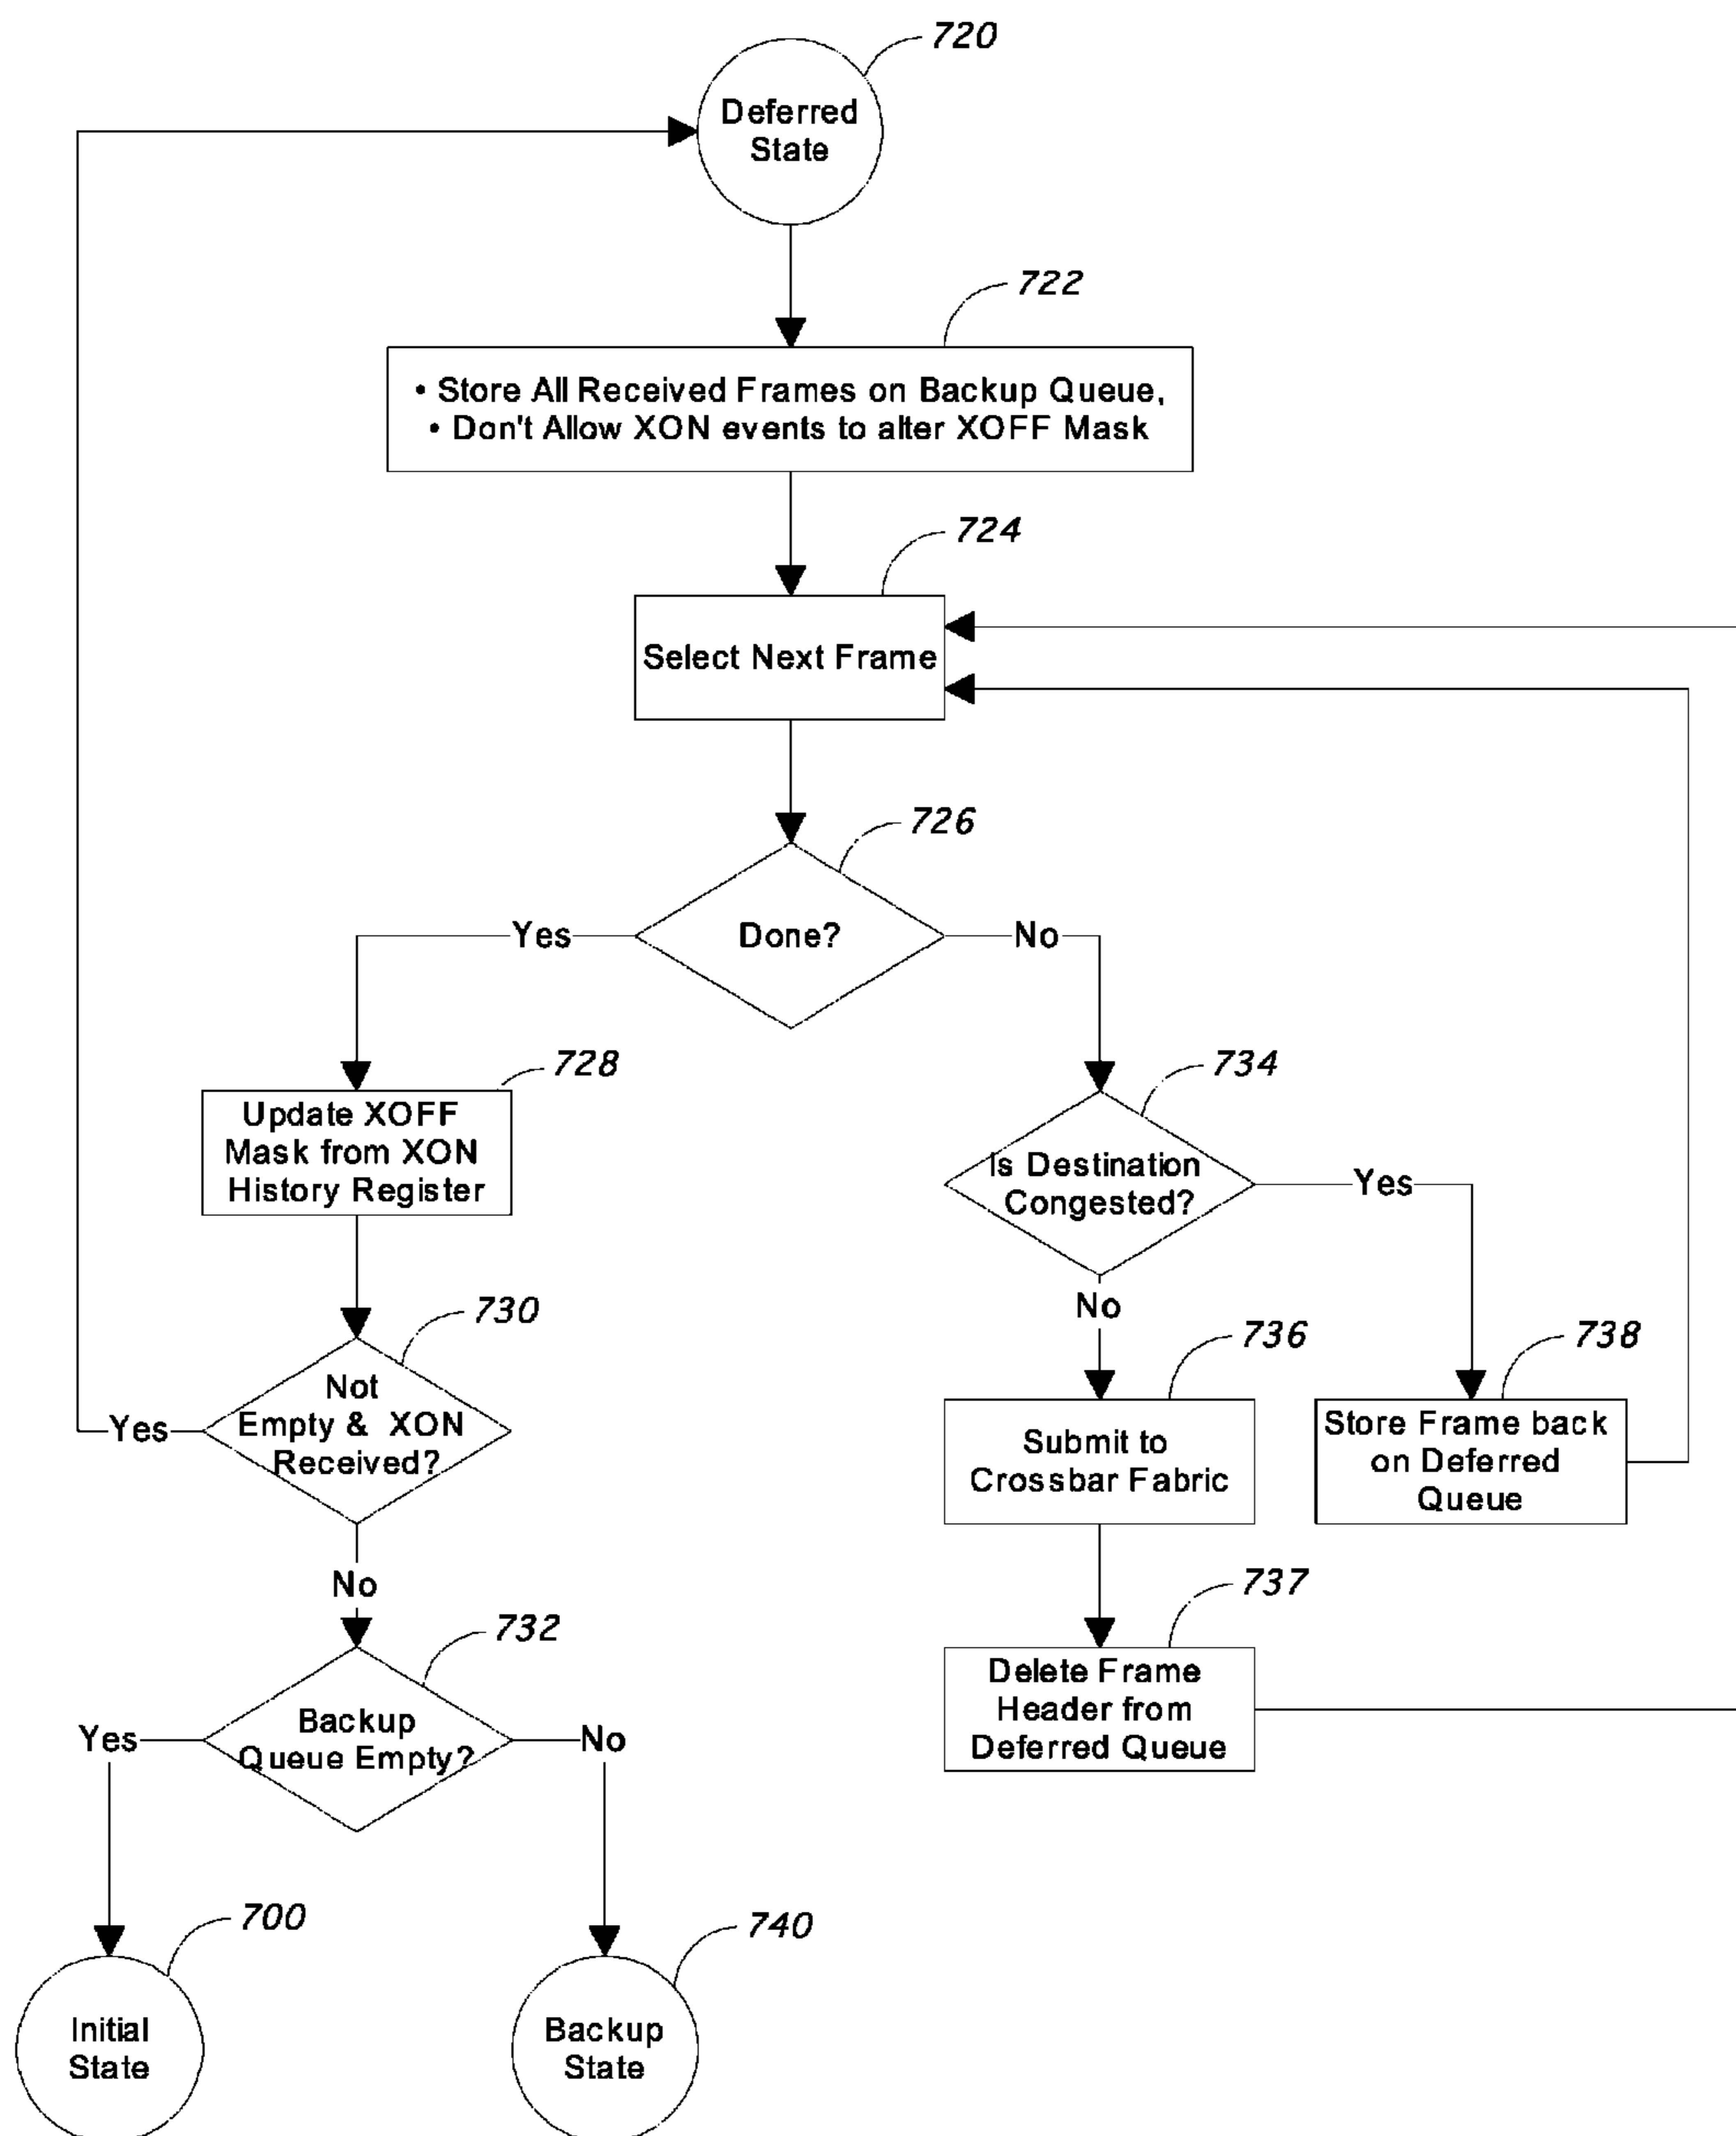 720
Deferred
State
722
• Store All Received Frames on Backup Queue,
• Don't Allow XON events to alter XOFF Mask
724
Select Next Frame
726
Done?
Yes
No
728
Update XOFF
Mask from XON
History Register
734
Is Destination
Congested?
Yes
No
730
Not
Empty & XON
Received?
Yes
No
736
Submit to
Crossbar Fabric
738
Store Frame back
on Deferred
Queue
737
Delete Frame
Header from
Deferred Queue
732
Backup
Queue Empty?
Yes
No
700
Initial
State
740
Backup
State